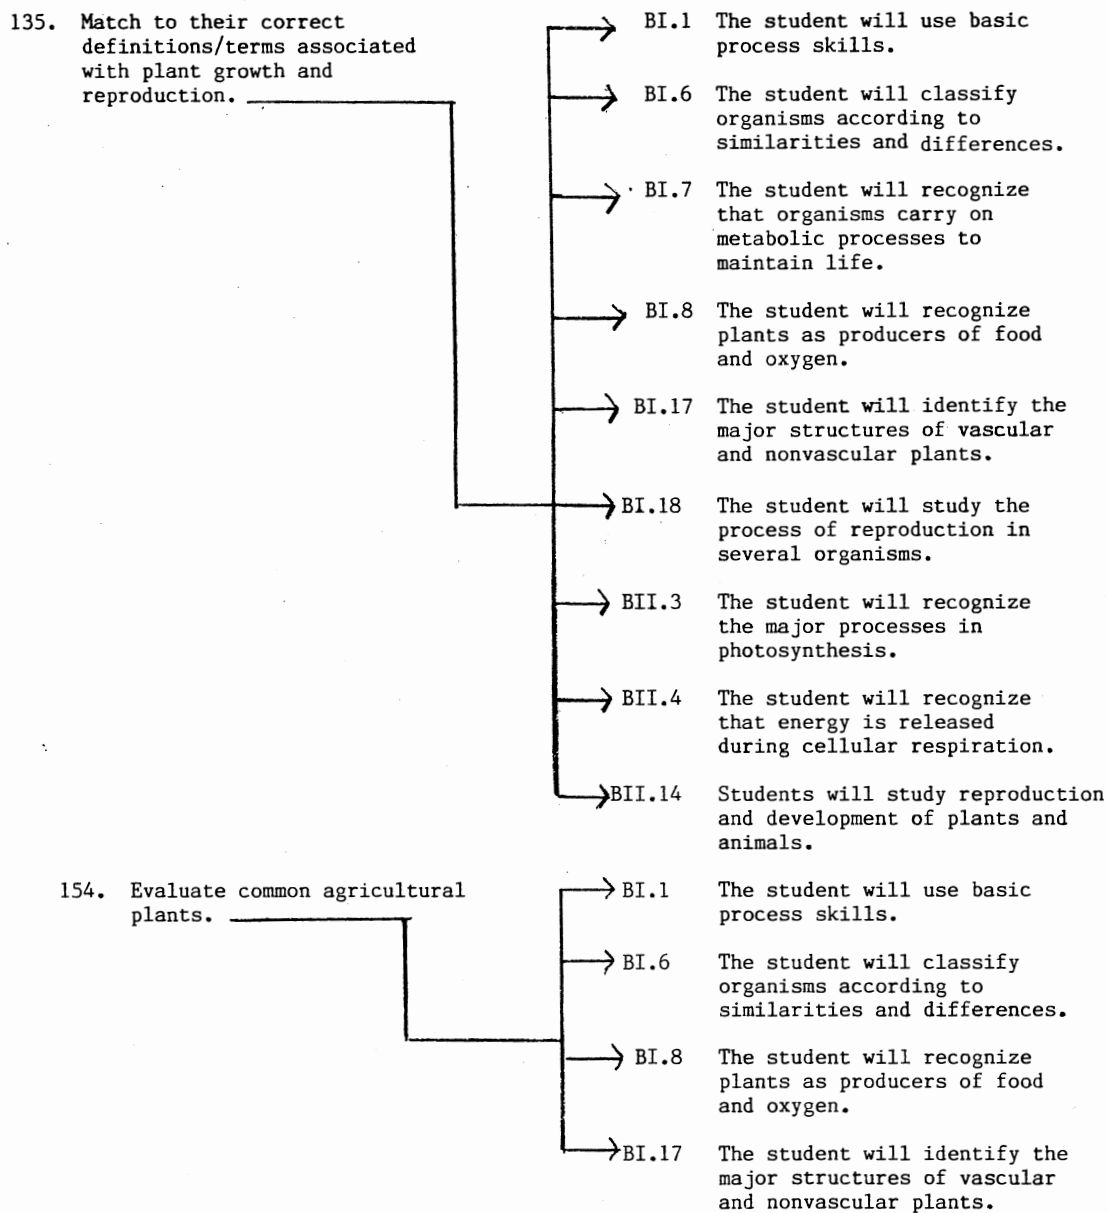 135. Match to their correct
definitions/terms associated
with plant growth and
reproduction.
BI.1 The student will use basic
process skills.
BI.6 The student will classify
organisms according to
similarities and differences.
BI.7 The student will recognize
that organisms carry on
metabolic processes to
maintain life.
BI.8 The student will recognize
plants as producers of food
and oxygen.
BI.17 The student will identify the
major structures of vascular
and nonvascular plants.
BI.18 The student will study the
process of reproduction in
several organisms.
BII.3 The student will recognize
the major processes in
photosynthesis.
BII.4 The student will recognize
that energy is released
during cellular respiration.
BII.14 Students will study reproduction
and development of plants and
animals.
154. Evaluate common agricultural
plants.
BI.1 The student will use basic
process skills.
BI.6 The student will classify
organisms according to
similarities and differences.
BI.8 The student will recognize
plants as producers of food
and oxygen.
BI.17 The student will identify the
major structures of vascular
and nonvascular plants.